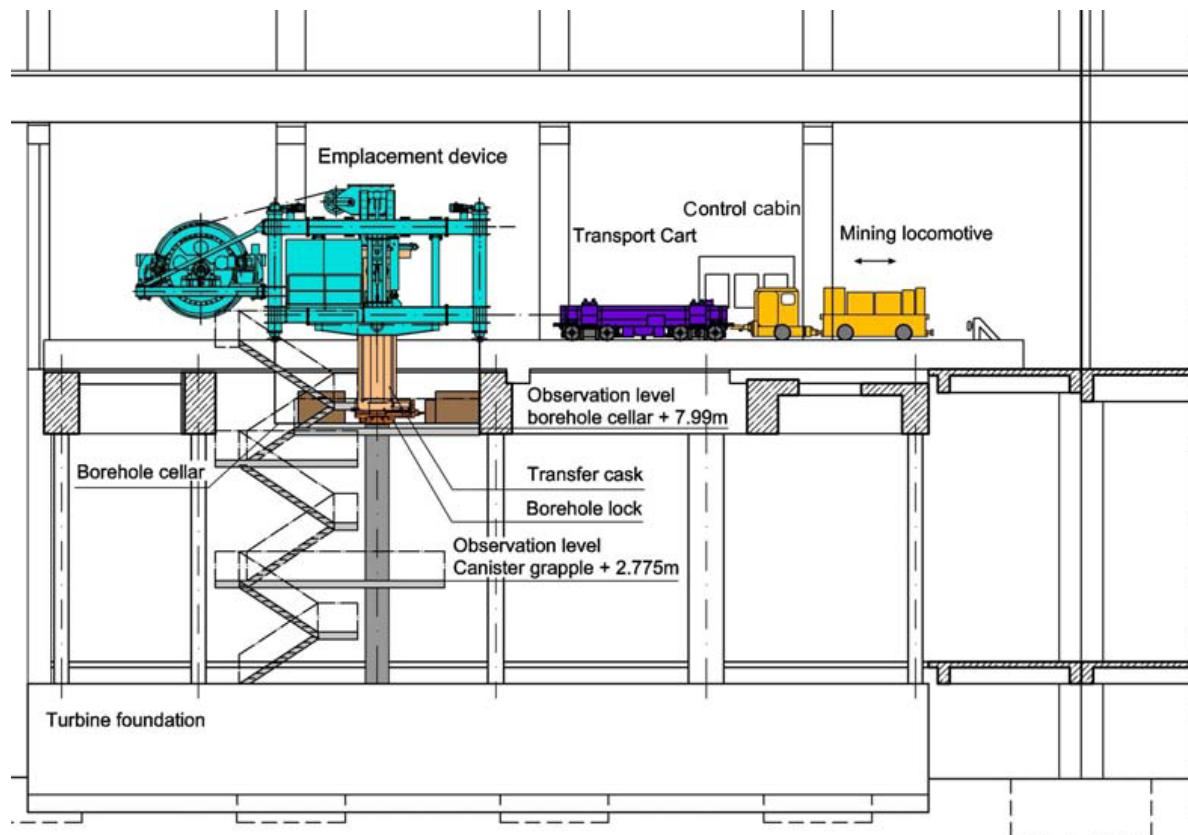 Emplacement device
Control cabin
Transport Cart
Mining locomotive
Observation level
borehole cellar + 7.99m
Borehole cellar
Transfer cask
Borehole lock
Observation level
Canister grapple + 2.775m
Turbine foundation